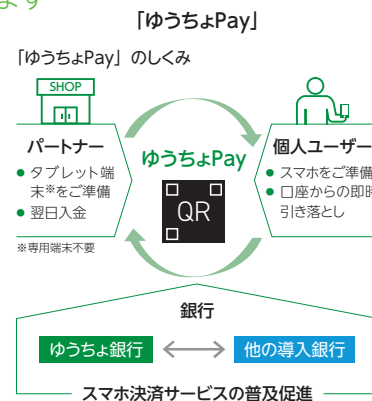 ます
「ゆうちょPay」
「ゆうちょPay」のしくみ
SHOP
パートナー
● タブレット端
末※をご準備
● 翌日入金
※専用端末不要
ゆうちょPay
QR
個人ユーザー
● スマホをご準備
● 口座からの即時
引き落とし
銀行
ゆうちょ銀行
他の導入銀行
スマホ決済サービスの普及促進